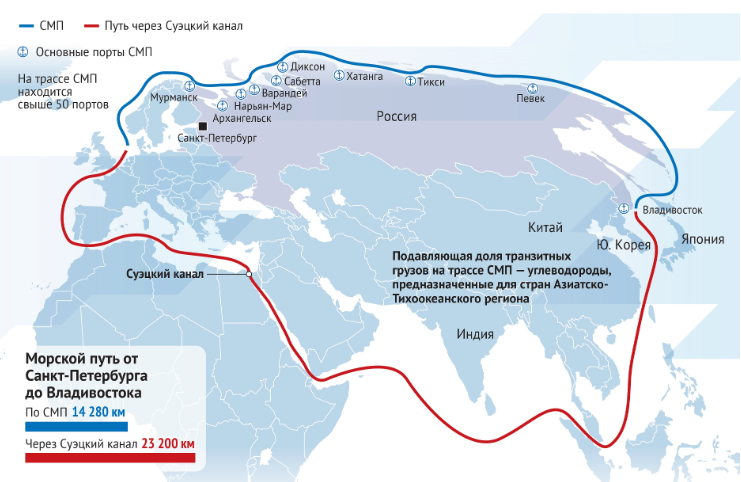 СМП
Путь через Суэцкий канал
Основные порты СМП
На трассе СМП
находится
свыше 50 портов
Диксон
Сабетта
Хатанга
Тикси
Мурманск
Варандей
Певек
Нарьян-Мар
Архангельск
Россия
Санкт-Петербург
Владивосток
Китай
Ю. Корея
Япония
Подавляющая доля транзитных
грузов на трассе СМП — углеводороды,
предназначенные для стран Азиатско-
Тихоокеанского региона
Суэцкий канал
Индия
Морской путь от
Санкт-Петербурга
до Владивостока
По СМП 14 280 км
Через Суэцкий канал 23 200 км